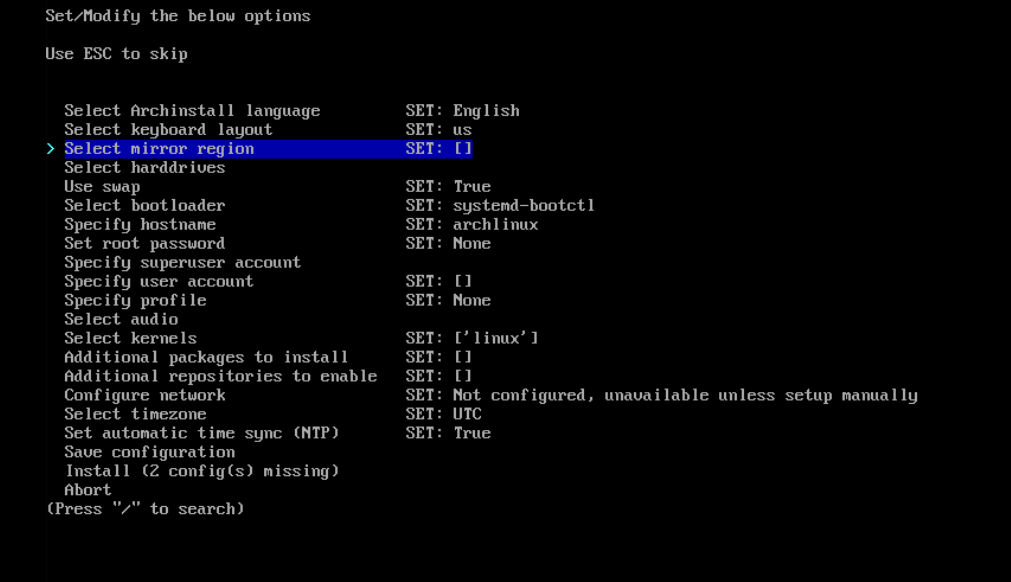 Set/Modify the below options
Use ESC to skip
Select Archinstall language SET: English
Select keyboard layout SET: us
> Select mirror region SET: []
Select harddrives
Use swap SET: True
Select bootloader SET: systemd-bootctl
Specify hostname SET: archlinux
Set root password SET: None
Specify superuser account
Specify user account SET: []
Specify profile SET: None
Select audio
Select kernels SET: ['linux']
Additional packages to install SET: []
Additional repositories to enable SET: []
Configure network SET: Not configured, unavailable unless setup manually
Select timezone SET: UTC
Set automatic time sync (NTP) SET: True
Save configuration
Install (2 config(s) missing)
Abort
(Press "/" to search)